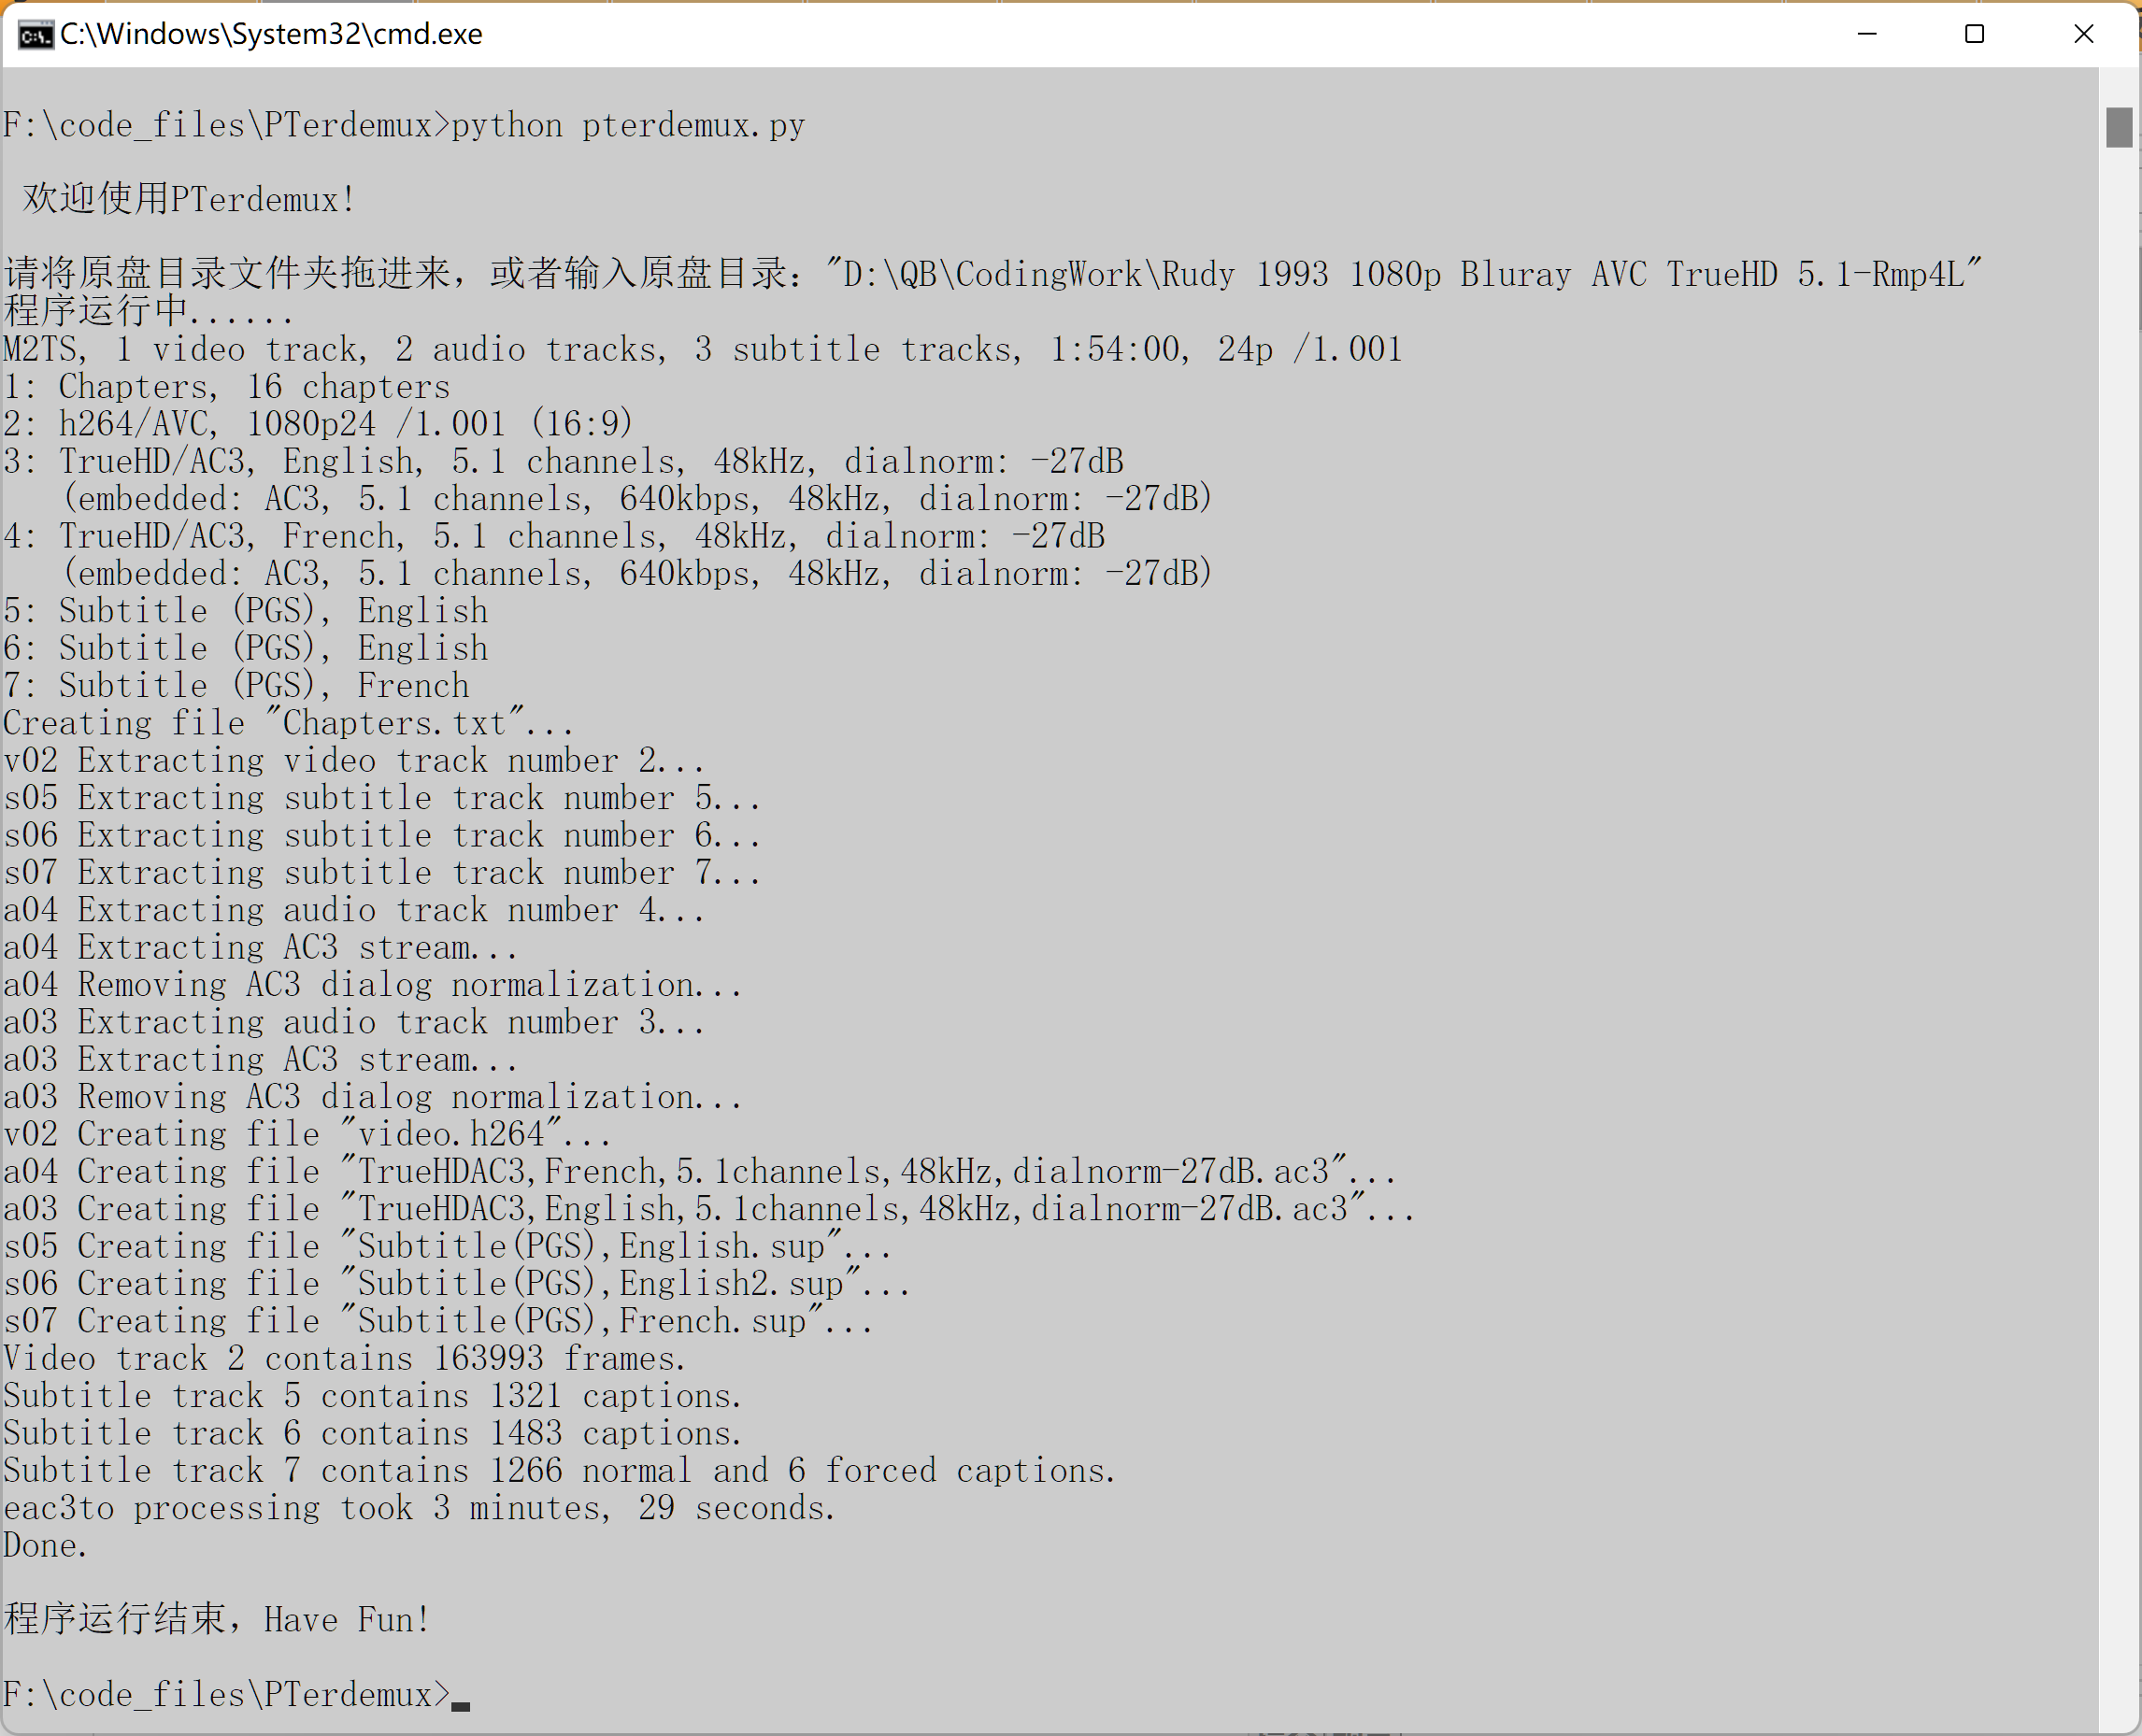 C:\Windows\System32\cmd.exe
F:\code_files\PTerdemux>python pterdemux.py
欢迎使用PTerdemux!
请将原盘目录文件夹拖进来，或者输入原盘目录："D:\QB\CodingWork\Rudy 1993 1080p Bluray AVC TrueHD 5.1-Rmp4L"
程序运行中......
M2TS, 1 video track, 2 audio tracks, 3 subtitle tracks, 1:54:00, 24p /1.001
1: Chapters, 16 chapters
2: h264/AVC, 1080p24 /1.001 (16:9)
3: TrueHD/AC3, English, 5.1 channels, 48kHz, dialnorm: -27dB
(embedded: AC3, 5.1 channels, 640kbps, 48kHz, dialnorm: -27dB)
4: TrueHD/AC3, French, 5.1 channels, 48kHz, dialnorm: -27dB
(embedded: AC3, 5.1 channels, 640kbps, 48kHz, dialnorm: -27dB)
5: Subtitle (PGS), English
6: Subtitle (PGS), English
7: Subtitle (PGS), French
Creating file "Chapters.txt"...
v02 Extracting video track number 2...
s05 Extracting subtitle track number 5...
s06 Extracting subtitle track number 6...
s07 Extracting subtitle track number 7...
a04 Extracting audio track number 4...
a04 Extracting AC3 stream...
a04 Removing AC3 dialog normalization...
a03 Extracting audio track number 3...
a03 Extracting AC3 stream...
a03 Removing AC3 dialog normalization...
v02 Creating file "video.h264"...
a04 Creating file "TrueHDAC3,French,5.1channels,48kHz,dialnorm-27dB.ac3"...
a03 Creating file "TrueHDAC3,English,5.1channels,48kHz,dialnorm-27dB.ac3"...
s05 Creating file "Subtitle(PGS),English.sup"...
s06 Creating file "Subtitle(PGS),English2.sup"...
s07 Creating file "Subtitle(PGS),French.sup"...
Video track 2 contains 163993 frames.
Subtitle track 5 contains 1321 captions.
Subtitle track 6 contains 1483 captions.
Subtitle track 7 contains 1266 normal and 6 forced captions.
eac3to processing took 3 minutes, 29 seconds.
Done.
程序运行结束，Have Fun!
F:\code_files\PTerdemux>